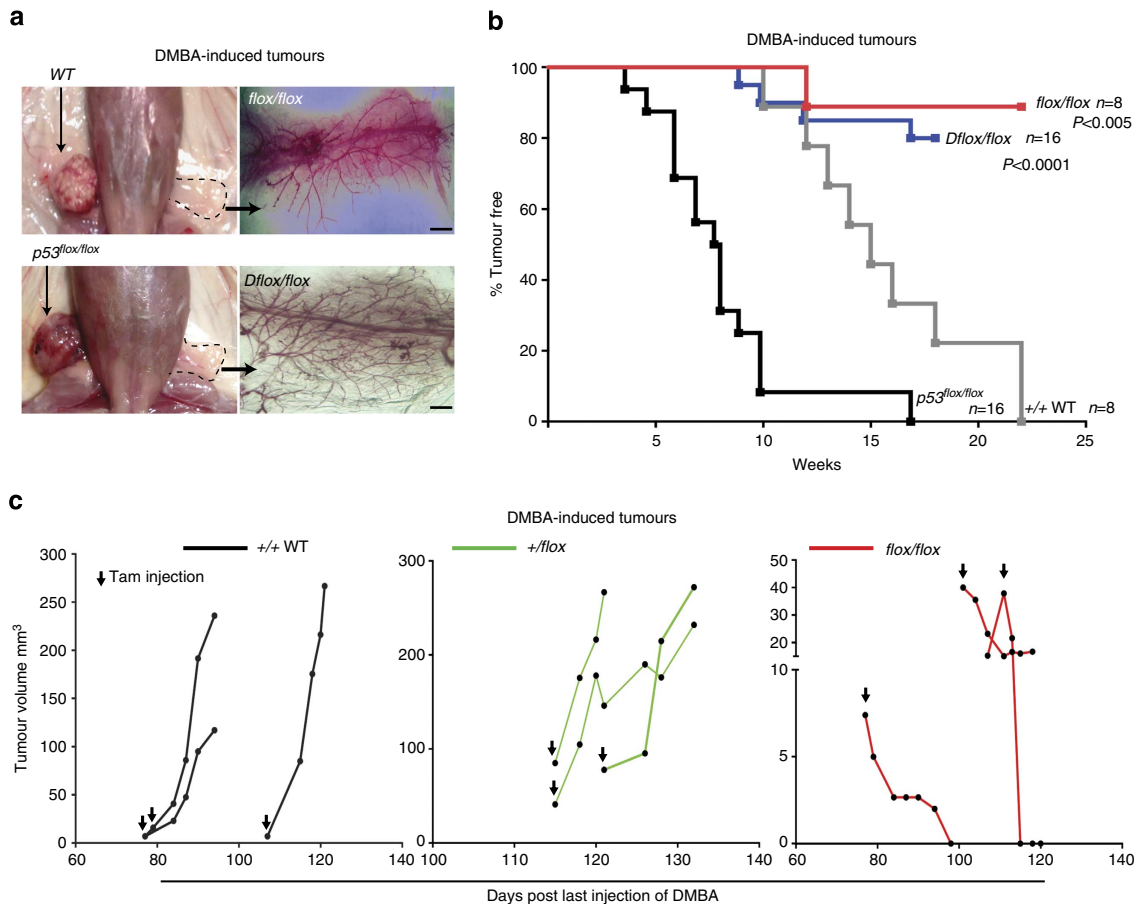 a
DMBA-induced tumours
WT
flox/flox
p53flox/flox
Dflox/flox
b
DMBA-induced tumours
100
80
60
40
20
0
% Tumour free
flox/flox n=8
P<0.005
Dflox/flox n=16
P<0.0001
p53flox/flox
n=16
+/+ WT n=8
5
10
15
20
25
Weeks
c
DMBA-induced tumours
+/+ WT
+/flox
flox/flox
Tam injection
Tumour volume mm3
300
250
200
150
100
50
0
60
80
100
120
140
300
200
100
0
100
110
120
130
140
50
40
30
20
10
5
0
60
80
100
120
140
Days post last injection of DMBA